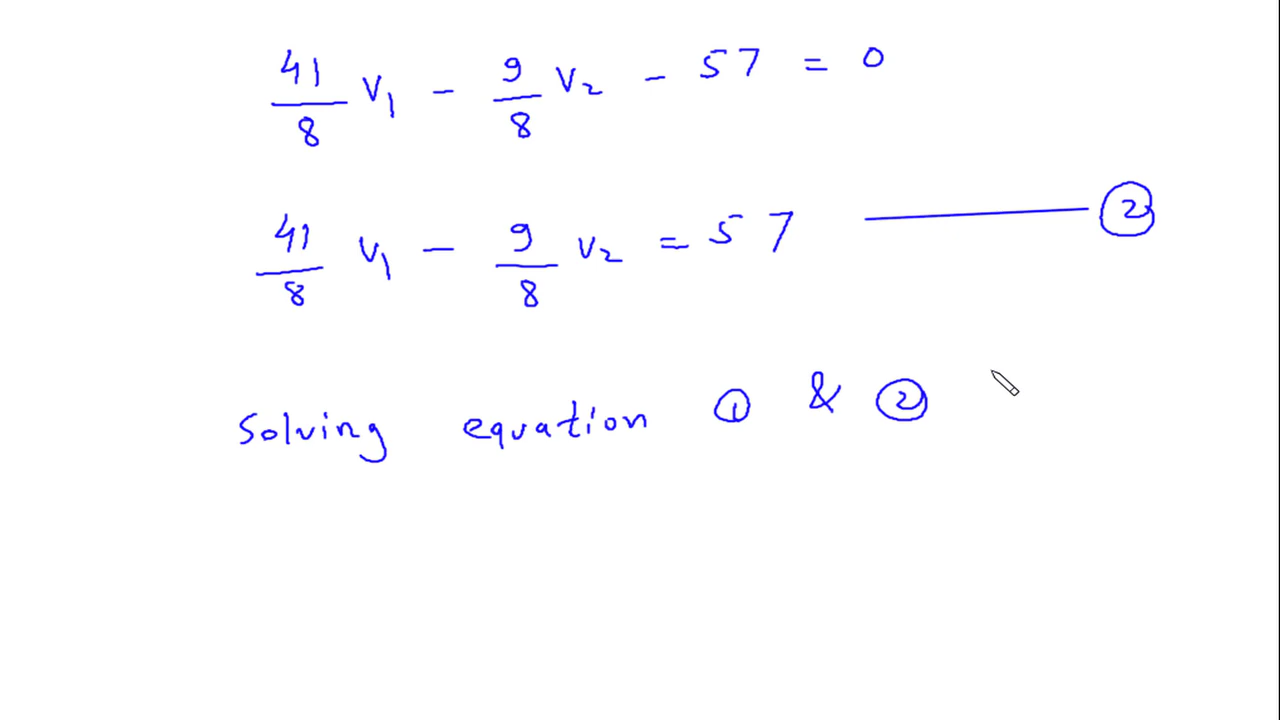 41/8 V₁ - 9/8 V₂ - 57 = 0
41/8 V₁ - 9/8 V₂ = 57 ——— ②
Solving equation ① & ②